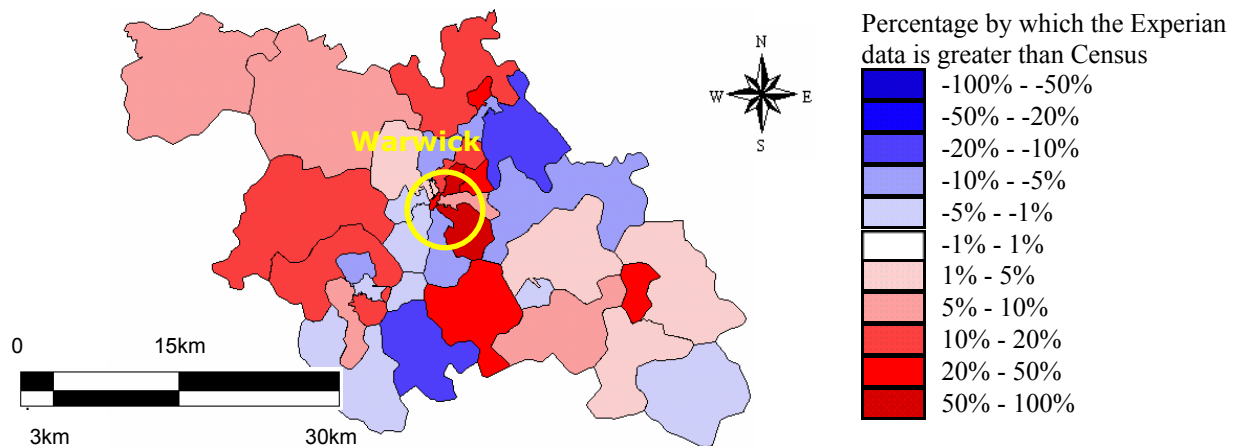 Percentage by which the Experian
data is greater than Census
N
W E
S
Warwick
-100% - -50%
-50% - -20%
-20% - -10%
-10% - -5%
-5% - -1%
-1% - 1%
1% - 5%
5% - 10%
10% - 20%
20% - 50%
50% - 100%
0 15km
3km 30km